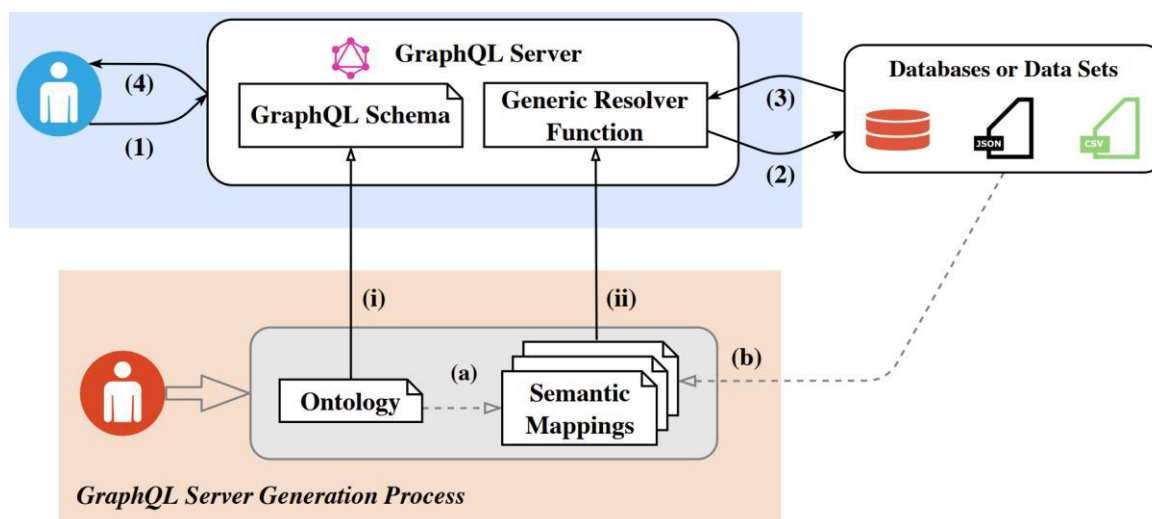 GraphQL Server
GraphQL Schema
Generic Resolver
Function
Databases or Data Sets
JSON
CSV
(4)
(1)
(3)
(2)
(i)
(ii)
(a)
(b)
Ontology
Semantic
Mappings
GraphQL Server Generation Process